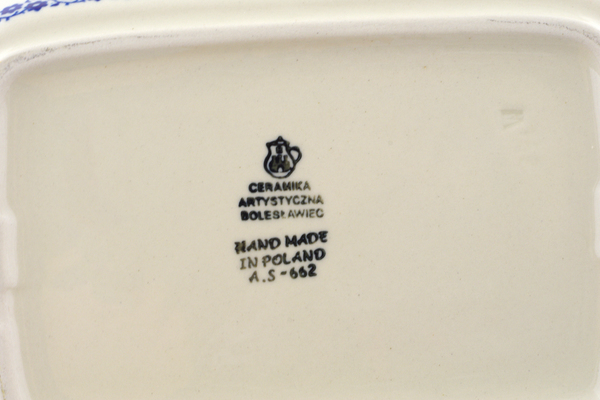 CERAMIKA
ARTYSTYCZNA
BOLESŁAWIEC
HAND MADE
IN POLAND
A.S-662